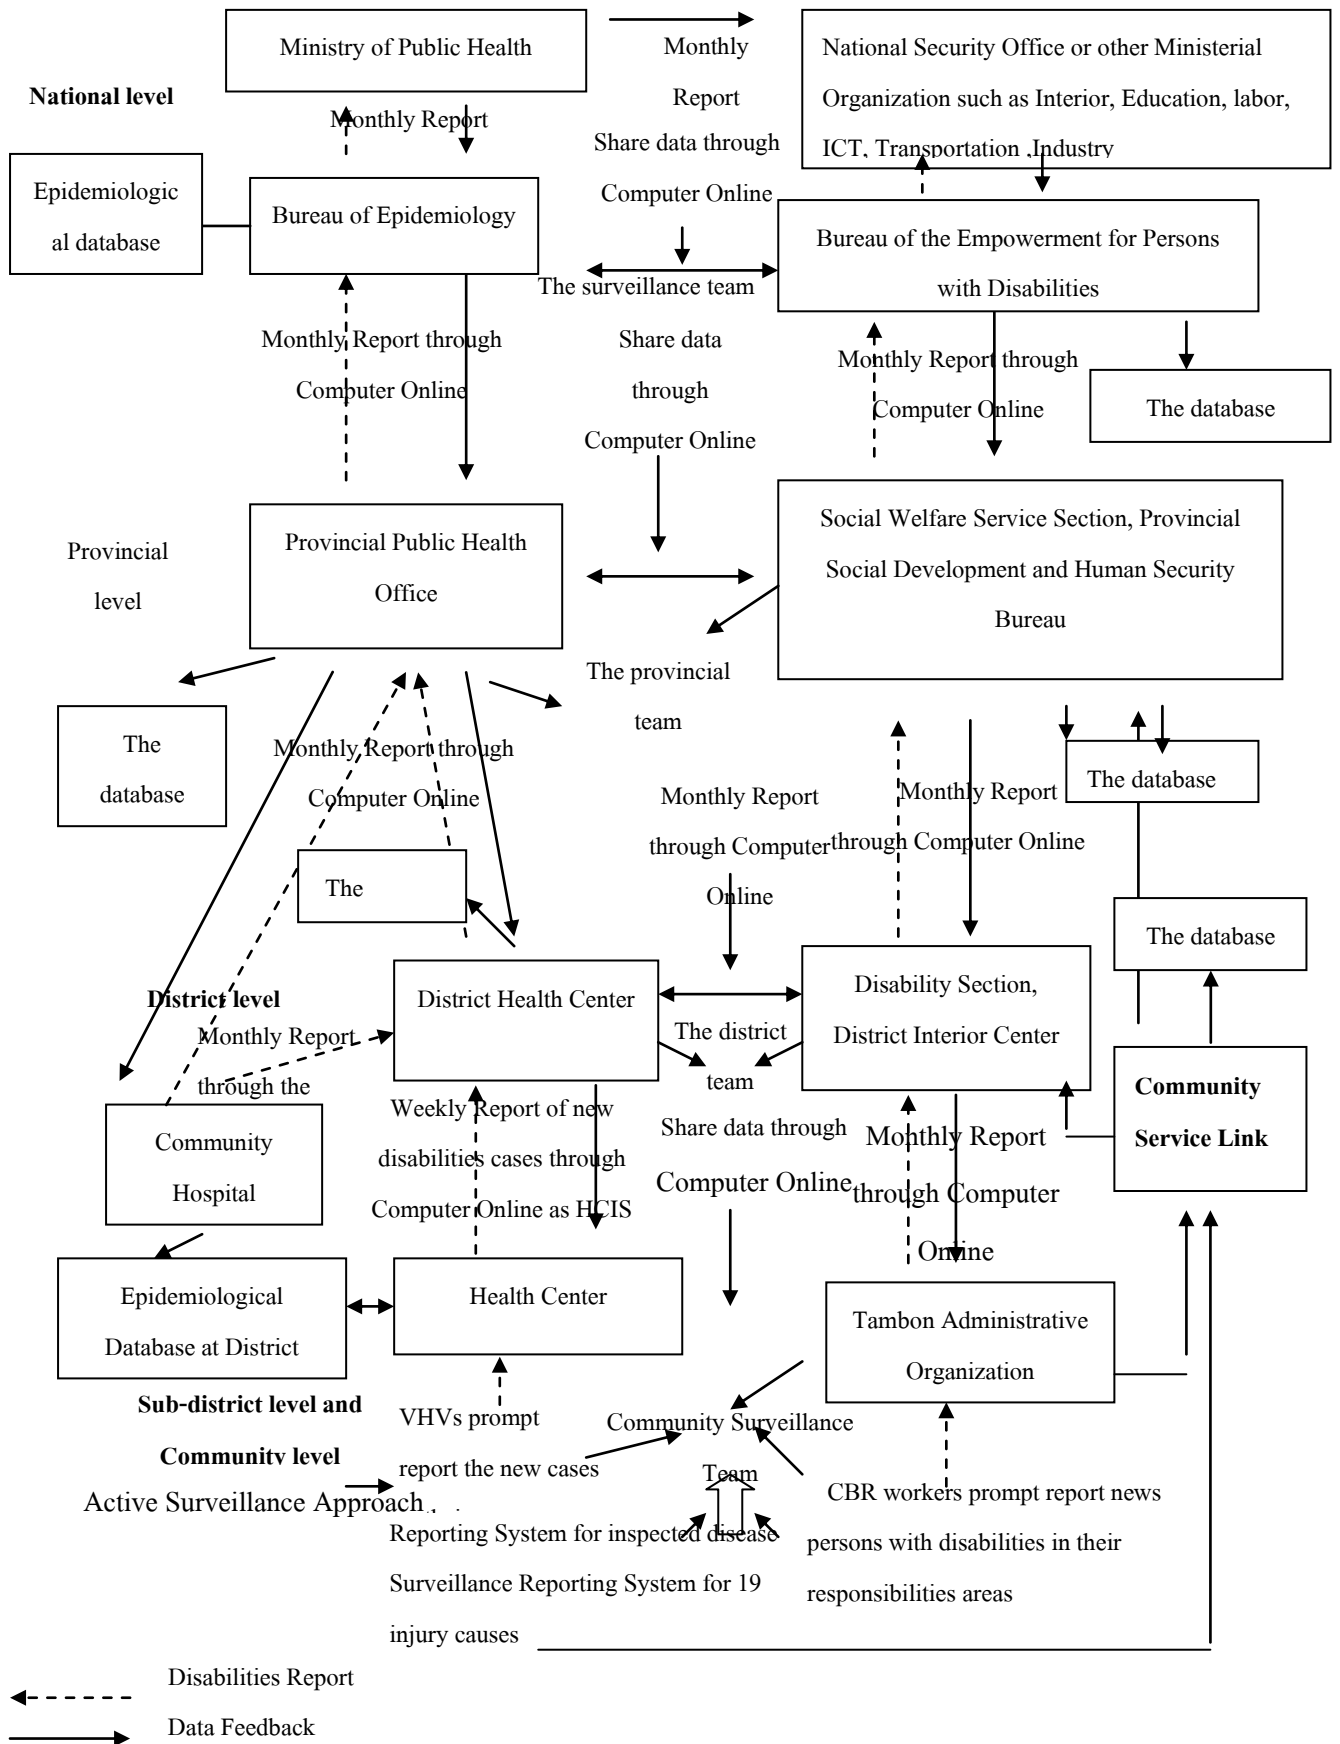 Ministry of Public Health
Monthly
Report
National Security Office or other Ministerial
Organization such as Interior, Education, labor,
ICT, Transportation ,Industry
National level
Monthly Report
Share data through
Computer Online
Epidemiologic
al database
Bureau of Epidemiology
Bureau of the Empowerment for Persons
with Disabilities
The surveillance team
Monthly Report through
Computer Online
Share data
through
Computer Online
Monthly Report through
Computer Online
The database
Provincial
level
Provincial Public Health
Office
Social Welfare Service Section, Provincial
Social Development and Human Security
Bureau
The provincial
team
The
database
Monthly Report through
Computer Online
Monthly Report
through Computer
Online
Monthly Report
through Computer Online
The database
The
The database
District level
District Health Center
Disability Section,
District Interior Center
Monthly Report
through the
The district
team
Community
Service Link
Community
Hospital
Weekly Report of new
disabilities cases through
Computer Online as HCIS
Share data through
Computer Online
Monthly Report
through Computer
Online
Epidemiological
Database at District
Health Center
Tambon Administrative
Organization
Sub-district level and
Community level
VHVs prompt
report the new cases
Community Surveillance
Team
Active Surveillance Approach
CBR workers prompt report news
persons with disabilities in their
responsibilities areas
Reporting System for inspected disease
Surveillance Reporting System for 19
injury causes
Disabilities Report
Data Feedback